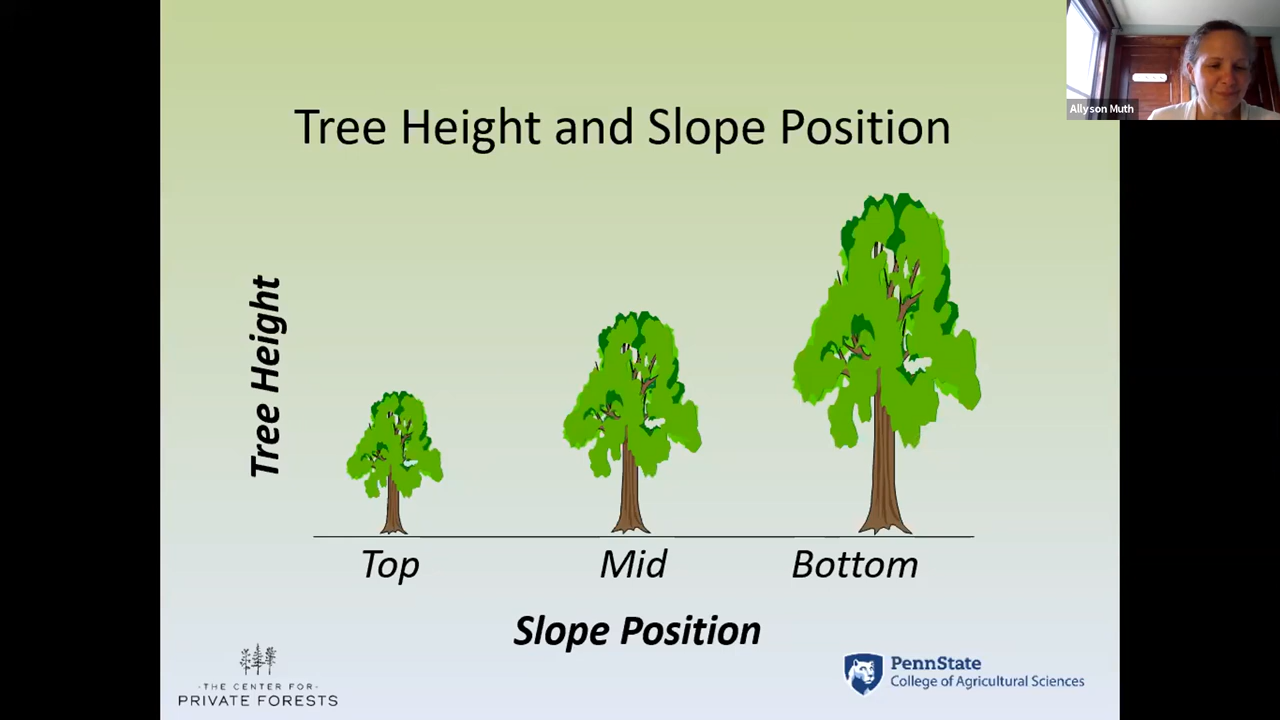 Allyson Muth
Tree Height and Slope Position
Tree Height
Top
Mid
Bottom
Slope Position
·THE CENTER FOR·
PRIVATE FORESTS
PennState
College of Agricultural Sciences